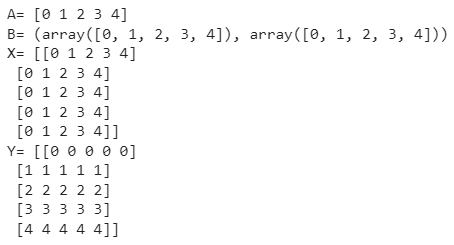 A= [0 1 2 3 4]
B= (array([0, 1, 2, 3, 4]), array([0, 1, 2, 3, 4]))
X= [[0 1 2 3 4]
 [0 1 2 3 4]
 [0 1 2 3 4]
 [0 1 2 3 4]
 [0 1 2 3 4]]
Y= [[0 0 0 0 0]
 [1 1 1 1 1]
 [2 2 2 2 2]
 [3 3 3 3 3]
 [4 4 4 4 4]]